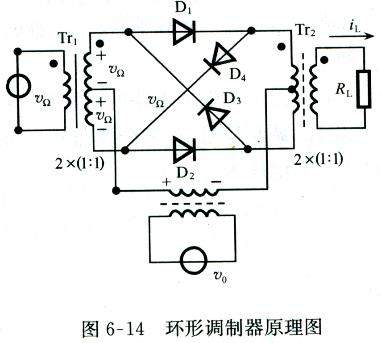 D₁
Tr₁
Tr₂
i_L
+
D₄
v_Ω
−
+
v_Ω
−
v_Ω
D₃
R_L
D₂
2×(1:1)
2×(1:1)
+ −
v₀
图 6-14 环形调制器原理图